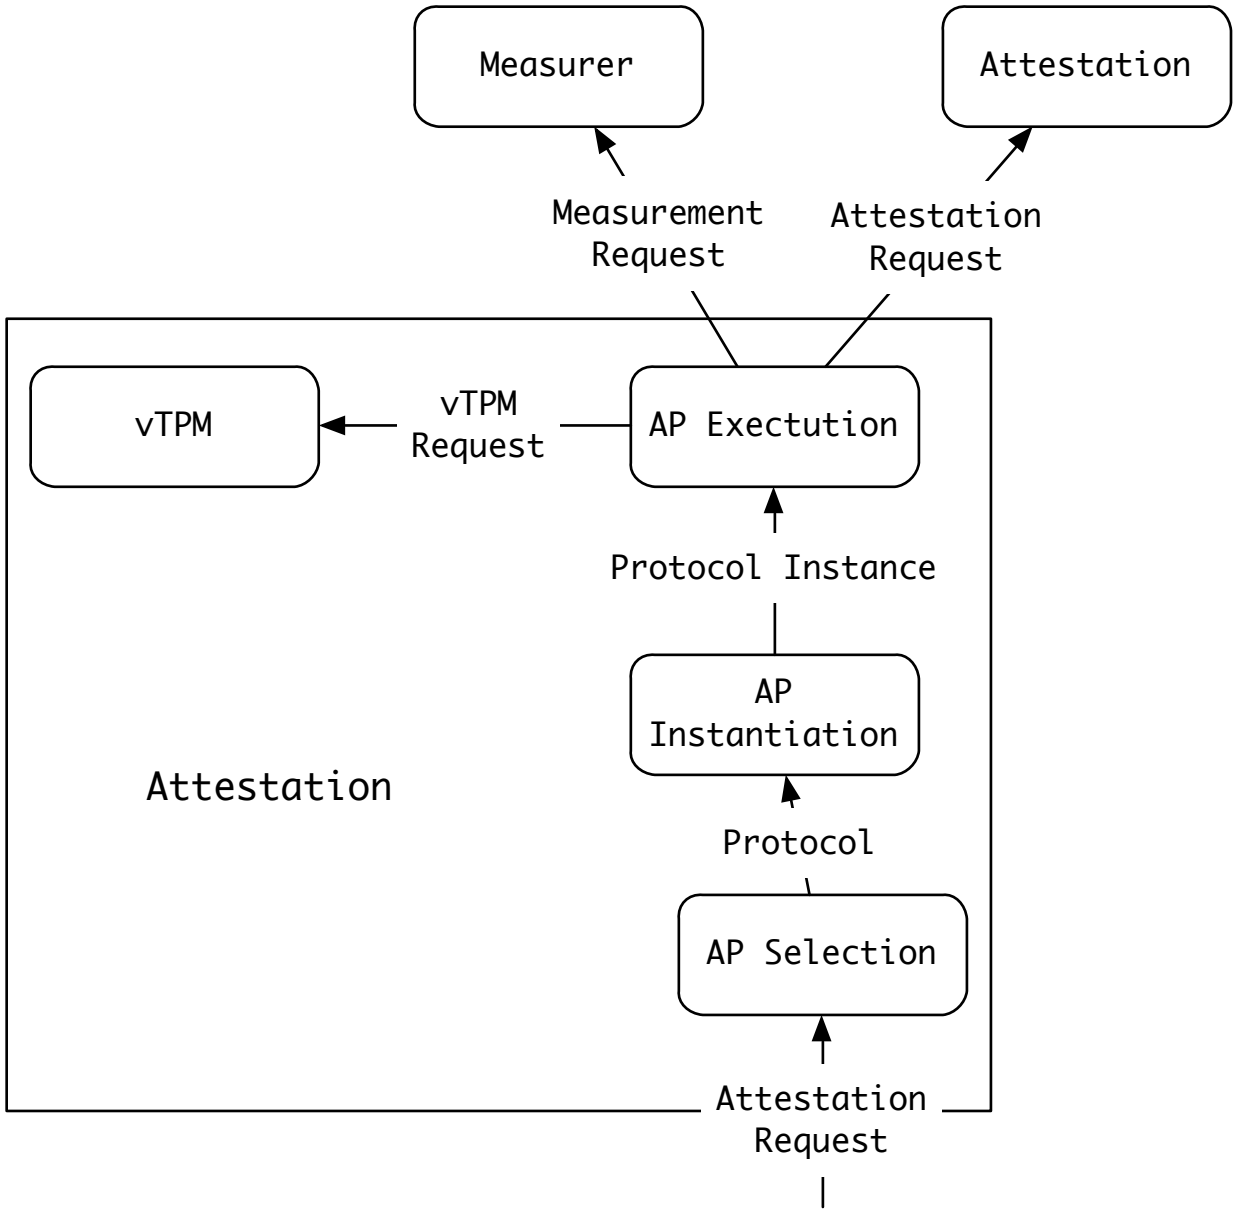 Measurer
Attestation
Measurement
Request
Attestation
Request
vTPM
vTPM
Request
AP Exectution
Protocol Instance
AP
Instantiation
Attestation
Protocol
AP Selection
Attestation
Request